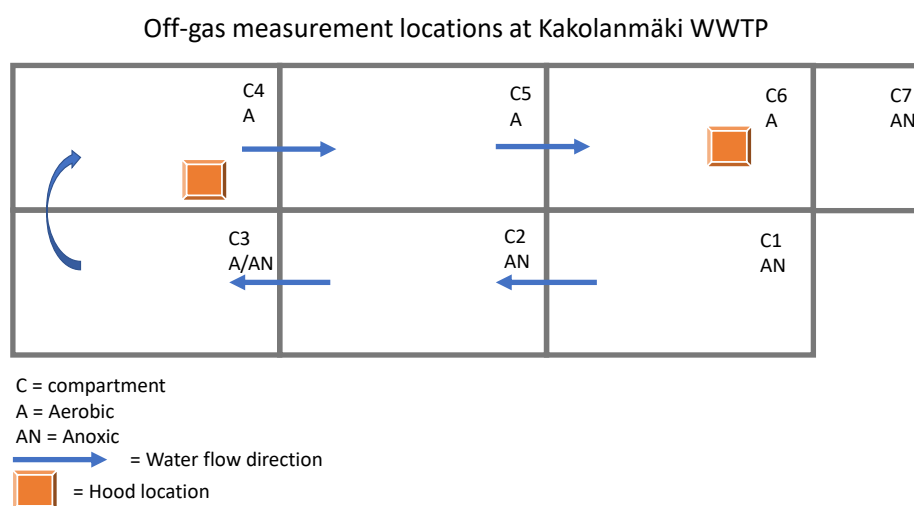 Off-gas measurement locations at Kakolanmäki WWTP
C4
A
C5
A
C6
A
C7
AN
C3
A/AN
C2
AN
C1
AN
C = compartment
A = Aerobic
AN = Anoxic
= Water flow direction
= Hood location